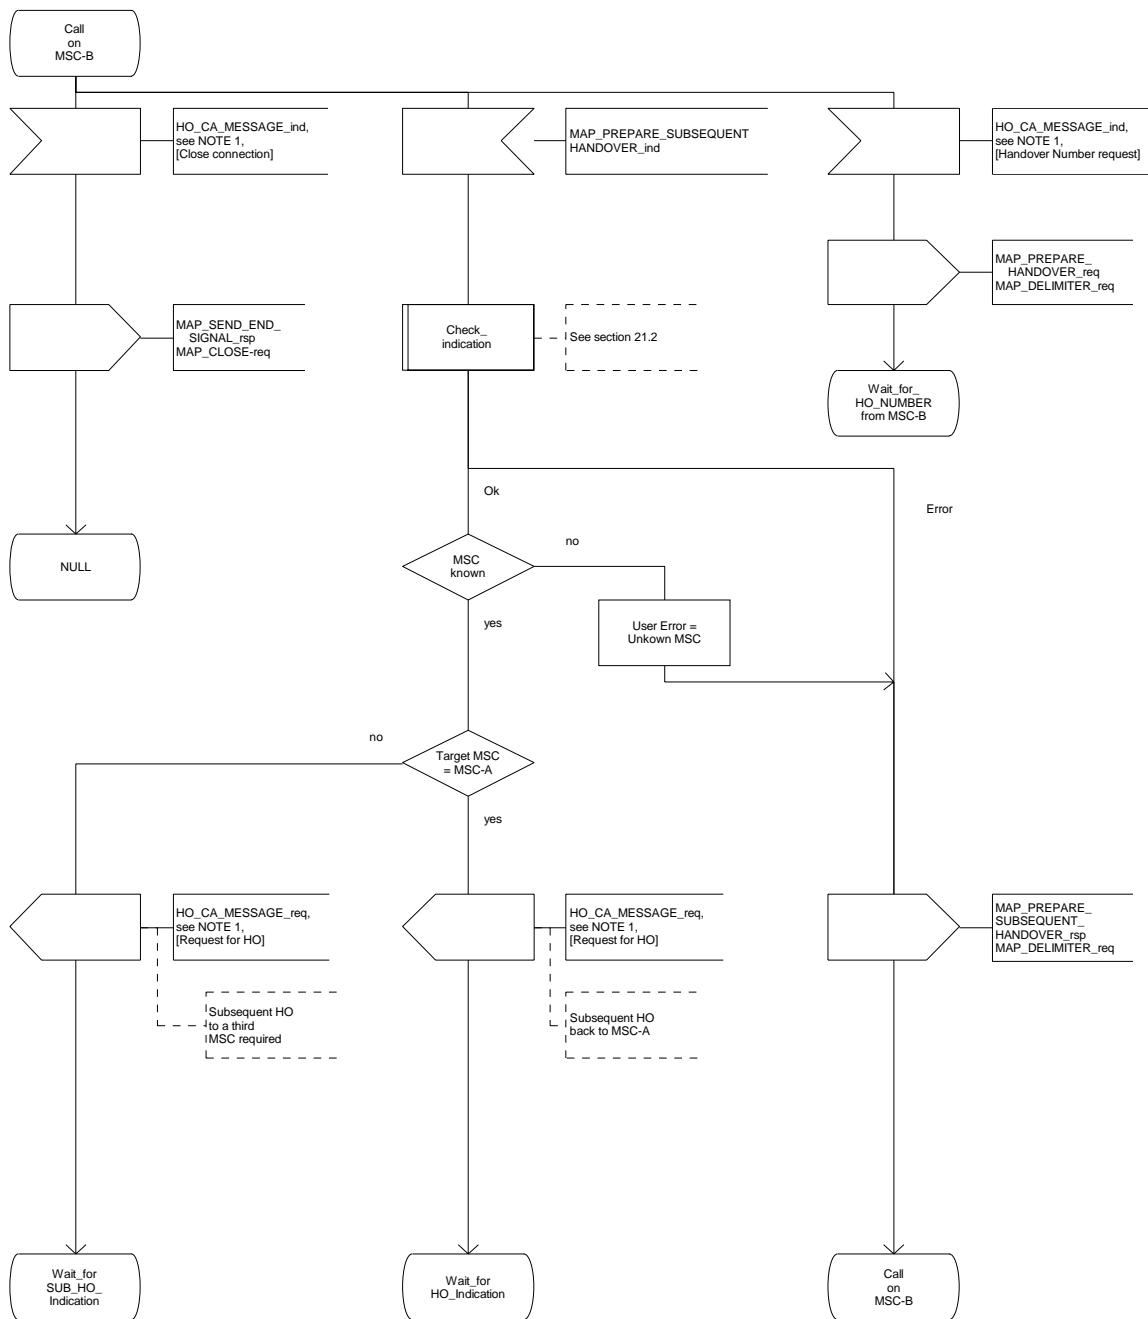 Call
on
MSC-B
HO_CA_MESSAGE_ind,
see NOTE 1,
[Close connection]
MAP_PREPARE_SUBSEQUENT
HANDOVER_ind
HO_CA_MESSAGE_ind,
see NOTE 1,
[Handover Number request]
MAP_PREPARE_
HANDOVER_req
MAP_DELIMITER_req
MAP_SEND_END_
SIGNAL_rsp
MAP_CLOSE-req
Check_
indication
See section 21.2
Wait_for_
HO_NUMBER
from MSC-B
Ok
Error
NULL
MSC
known
no
yes
User Error =
Unkown MSC
no
Target MSC
= MSC-A
yes
HO_CA_MESSAGE_req,
see NOTE 1,
[Request for HO]
HO_CA_MESSAGE_req,
see NOTE 1,
[Request for HO]
MAP_PREPARE_
SUBSEQUENT_
HANDOVER_rsp
MAP_DELIMITER_req
Subsequent HO
to a third
MSC required
Subsequent HO
back to MSC-A
Wait_for
SUB_HO_
Indication
Wait_for
HO_Indication
Call
on
MSC-B